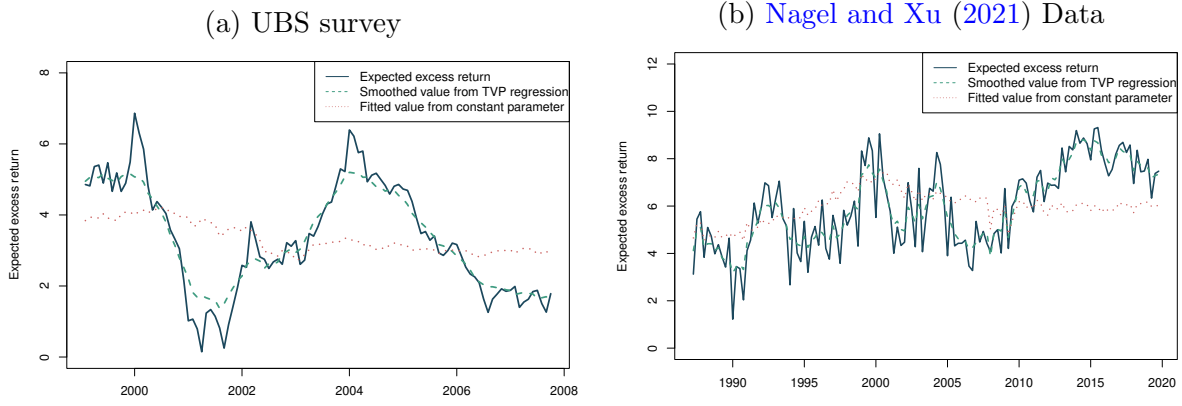 (a) UBS survey
Expected excess return
Smoothed value from TVP regression
Fitted value from constant parameter
Expected excess return
8
6
4
2
0
2000 2002 2004 2006 2008
(b) Nagel and Xu (2021) Data
Expected excess return
Smoothed value from TVP regression
Fitted value from constant parameter
Expected excess return
12
10
8
6
4
2
0
1990 1995 2000 2005 2010 2015 2020